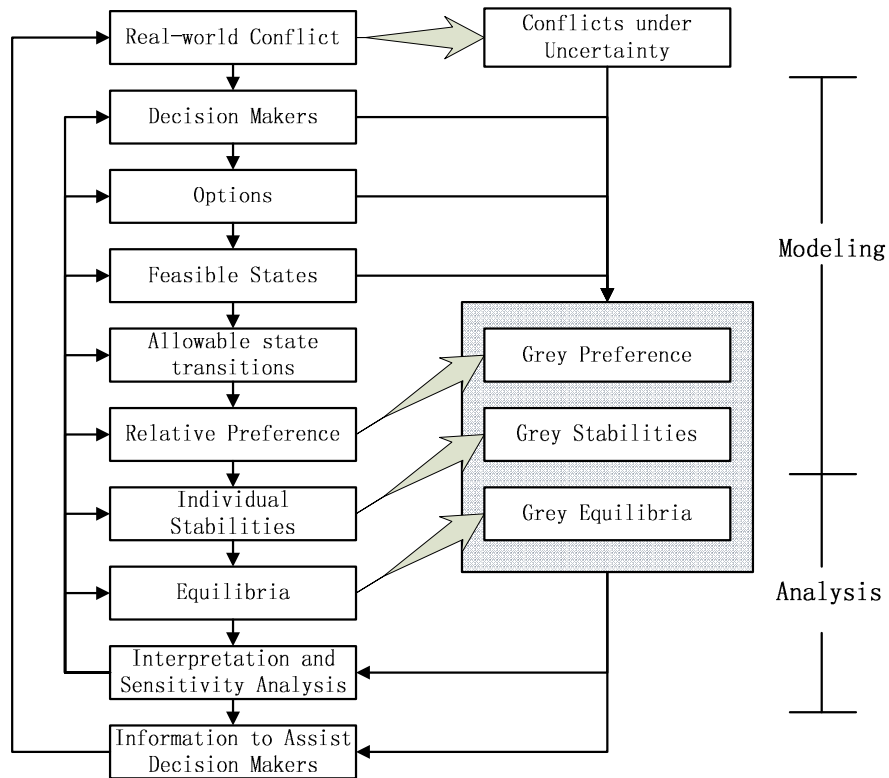 Real-world Conflict
Conflicts under
Uncertainty
Decision Makers
Options
Feasible States
Allowable state
transitions
Relative Preference
Individual
Stabilities
Equilibria
Interpretation and
Sensitivity Analysis
Information to Assist
Decision Makers
Grey Preference
Grey Stabilities
Grey Equilibria
Modeling
Analysis